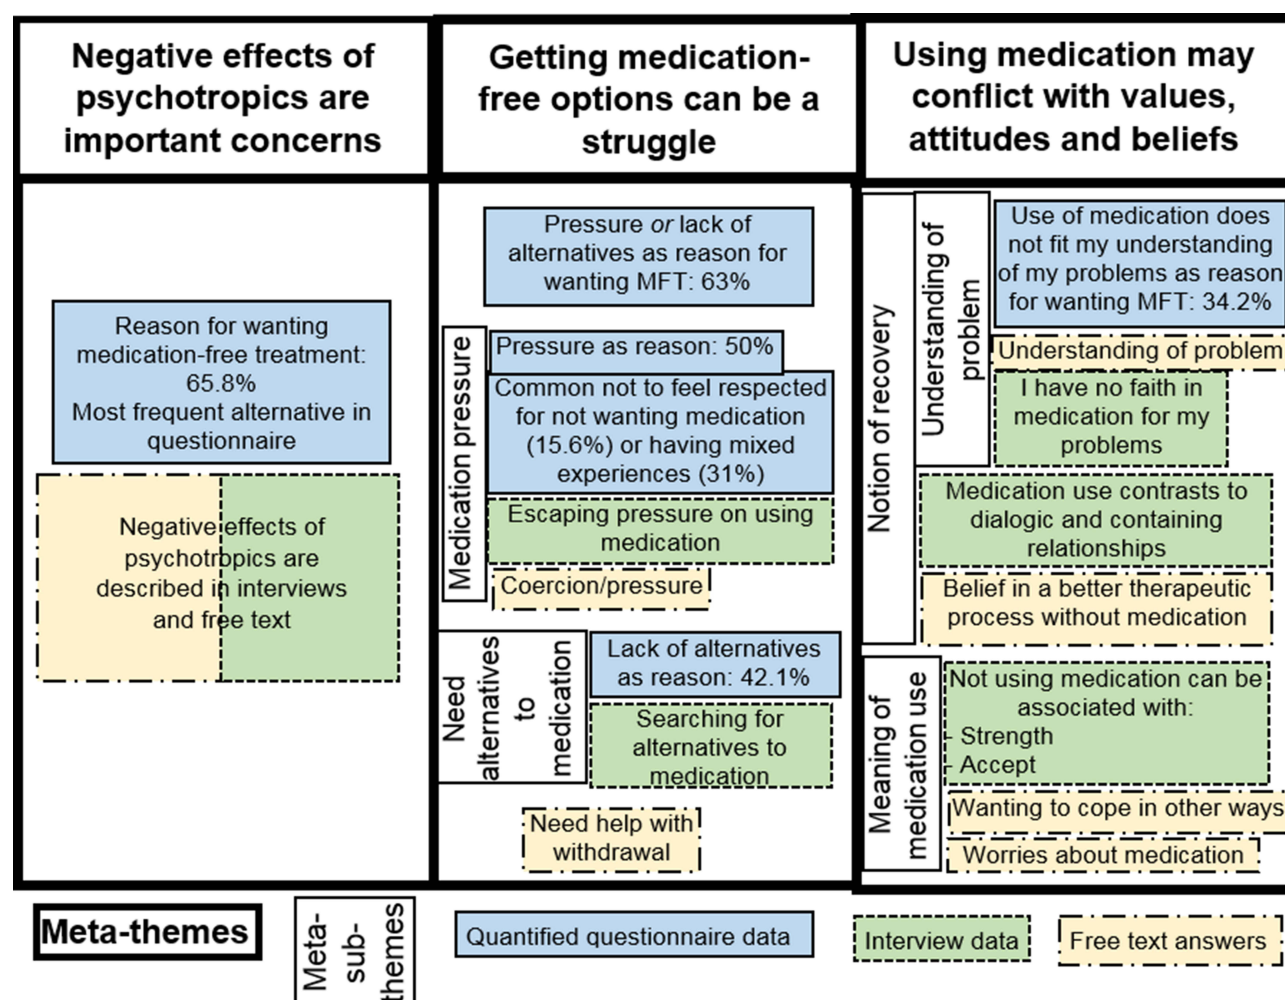 Negative effects of
psychotropics are
important concerns
Getting medication-
free options can be a
struggle
Using medication may
conflict with values,
attitudes and beliefs
Reason for wanting
medication-free treatment:
65.8%
Most frequent alternative in
questionnaire
Negative effects of
psychotropics are
described in interviews
and free text
Pressure or lack of
alternatives as reason for
wanting MFT: 63%
Medication pressure
Pressure as reason: 50%
Common not to feel respected
for not wanting medication
(15.6%) or having mixed
experiences (31%)
Escaping pressure on using
medication
Coercion/pressure
Need
alternatives
to
medication
Lack of alternatives
as reason: 42.1%
Searching for
alternatives to
medication
Need help with
withdrawal
Notion of recovery
Understanding of
problem
Use of medication does
not fit my understanding
of my problems as reason
for wanting MFT: 34.2%
Understanding of problem
I have no faith in
medication for my
problems
Medication use contrasts to
dialogic and containing
relationships
Belief in a better therapeutic
process without medication
Meaning of
medication use
Not using medication can be
associated with:
- Strength
- Accept
Wanting to cope in other ways
Worries about medication
Meta-themes
Meta-
sub-
themes
Quantified questionnaire data
Interview data
Free text answers